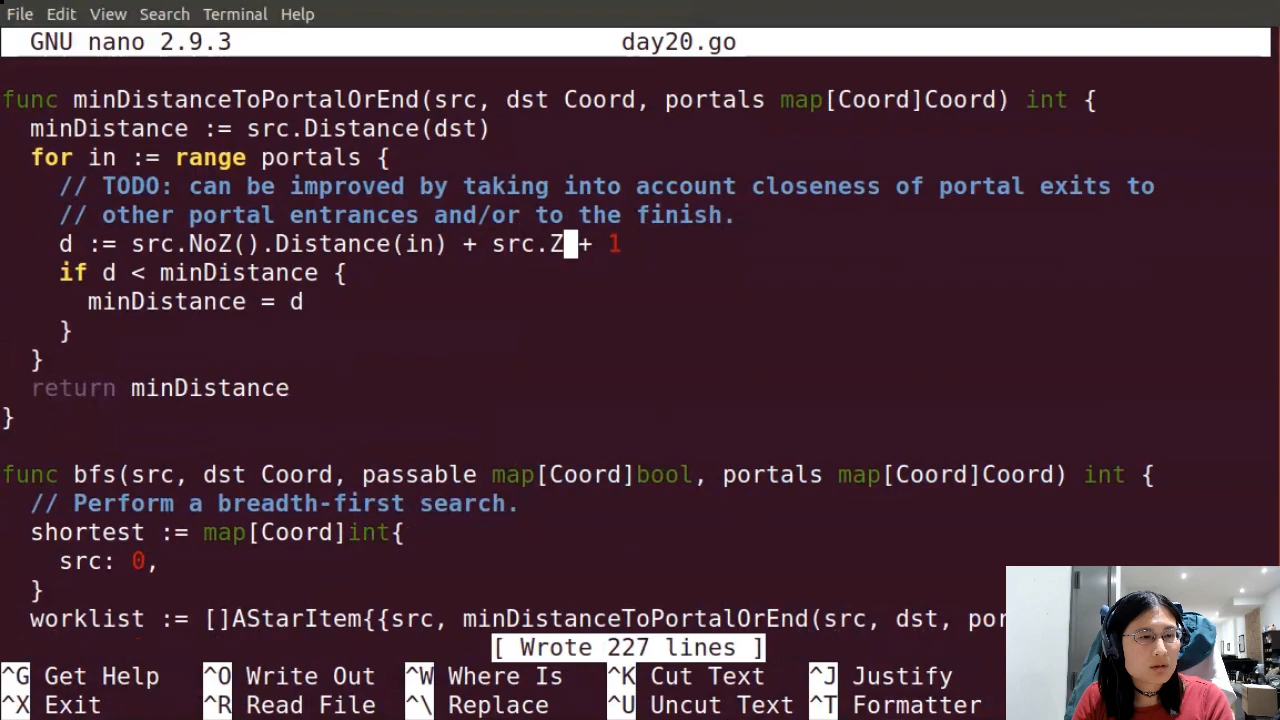 File Edit View Search Terminal Help
GNU nano 2.9.3 day20.go
func minDistanceToPortalOrEnd(src, dst Coord, portals map[Coord]Coord) int {
  minDistance := src.Distance(dst)
  for in := range portals {
    // TODO: can be improved by taking into account closeness of portal exits to
    // other portal entrances and/or to the finish.
    d := src.NoZ().Distance(in) + src.Z + 1
    if d < minDistance {
      minDistance = d
    }
  }
  return minDistance
}
func bfs(src, dst Coord, passable map[Coord]bool, portals map[Coord]Coord) int {
  // Perform a breadth-first search.
  shortest := map[Coord]int{
    src: 0,
  }
  worklist := []AStarItem{{src, minDistanceToPortalOrEnd(src, dst, por
[ Wrote 227 lines ]
^G Get Help ^O Write Out ^W Where Is ^K Cut Text ^J Justify
^X Exit ^R Read File ^\ Replace ^U Uncut Text ^T Formatter